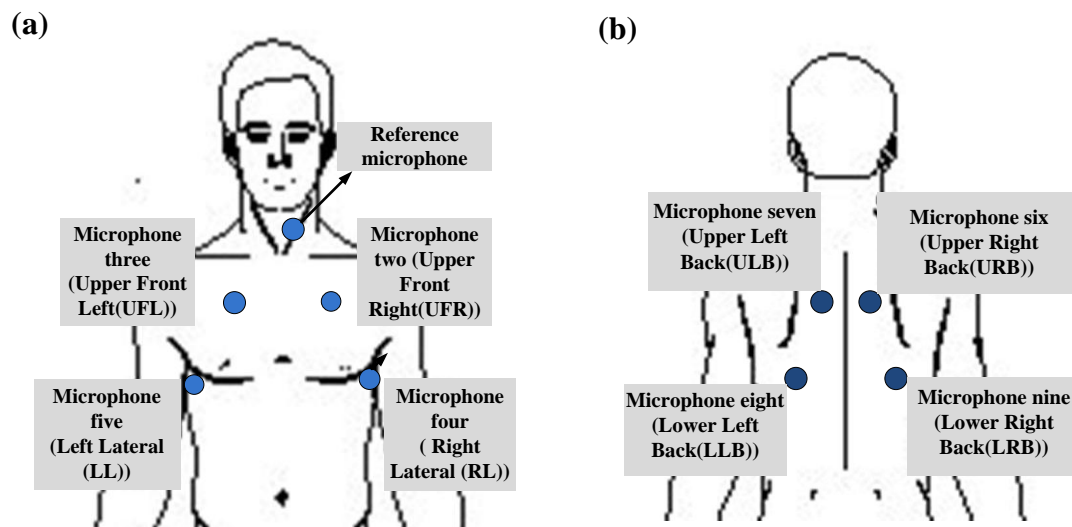 (a)
Reference
microphone
Microphone
three
(Upper Front
Left(UFL))
Microphone
two (Upper
Front
Right(UFR))
Microphone
five
(Left Lateral
(LL))
Microphone
four
( Right
Lateral (RL))
(b)
Microphone seven
(Upper Left
Back(ULB))
Microphone six
(Upper Right
Back(URB))
Microphone eight
(Lower Left
Back(LLB))
Microphone nine
(Lower Right
Back(LRB))